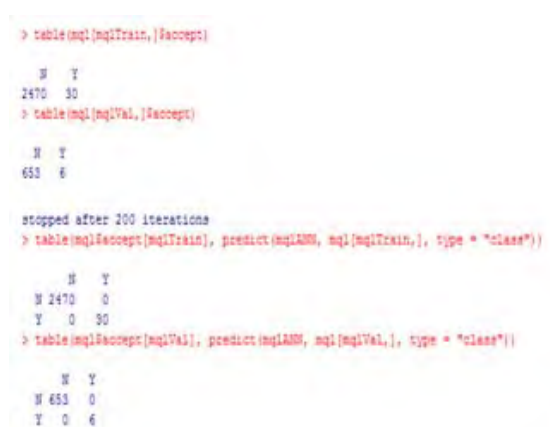 > table(mql[mqlTrain,]$accept)
N Y
2470 30
> table(mql[mqlVal,]$accept)
N Y
653 6
stopped after 200 iterations
> table(mql$accept[mqlTrain], predict(mqlANN, mql[mqlTrain,], type = "class"))
N Y
N 2470 0
Y 0 30
> table(mql$accept[mqlVal], predict(mqlANN, mql[mqlVal,], type = "class"))
N Y
N 653 0
Y 0 6